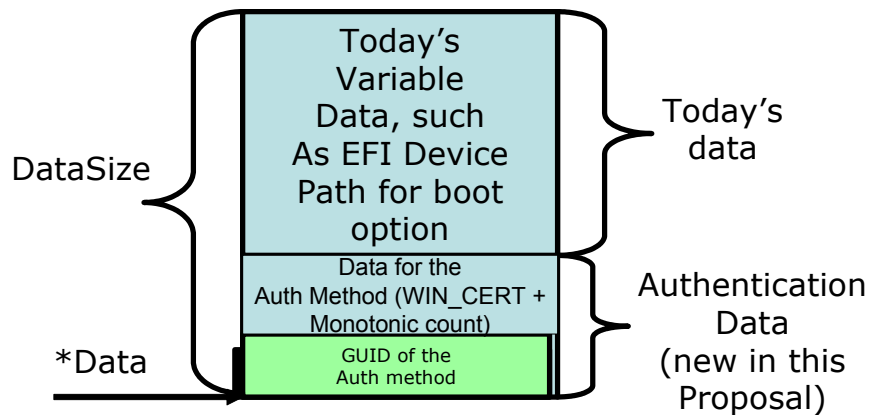 Today’s
Variable
Data, such
As EFI Device
Path for boot
option
Today’s
data
DataSize
Data for the
Auth Method (WIN_CERT +
Monotonic count)
Authentication
Data
(new in this
Proposal)
*Data
GUID of the
Auth method